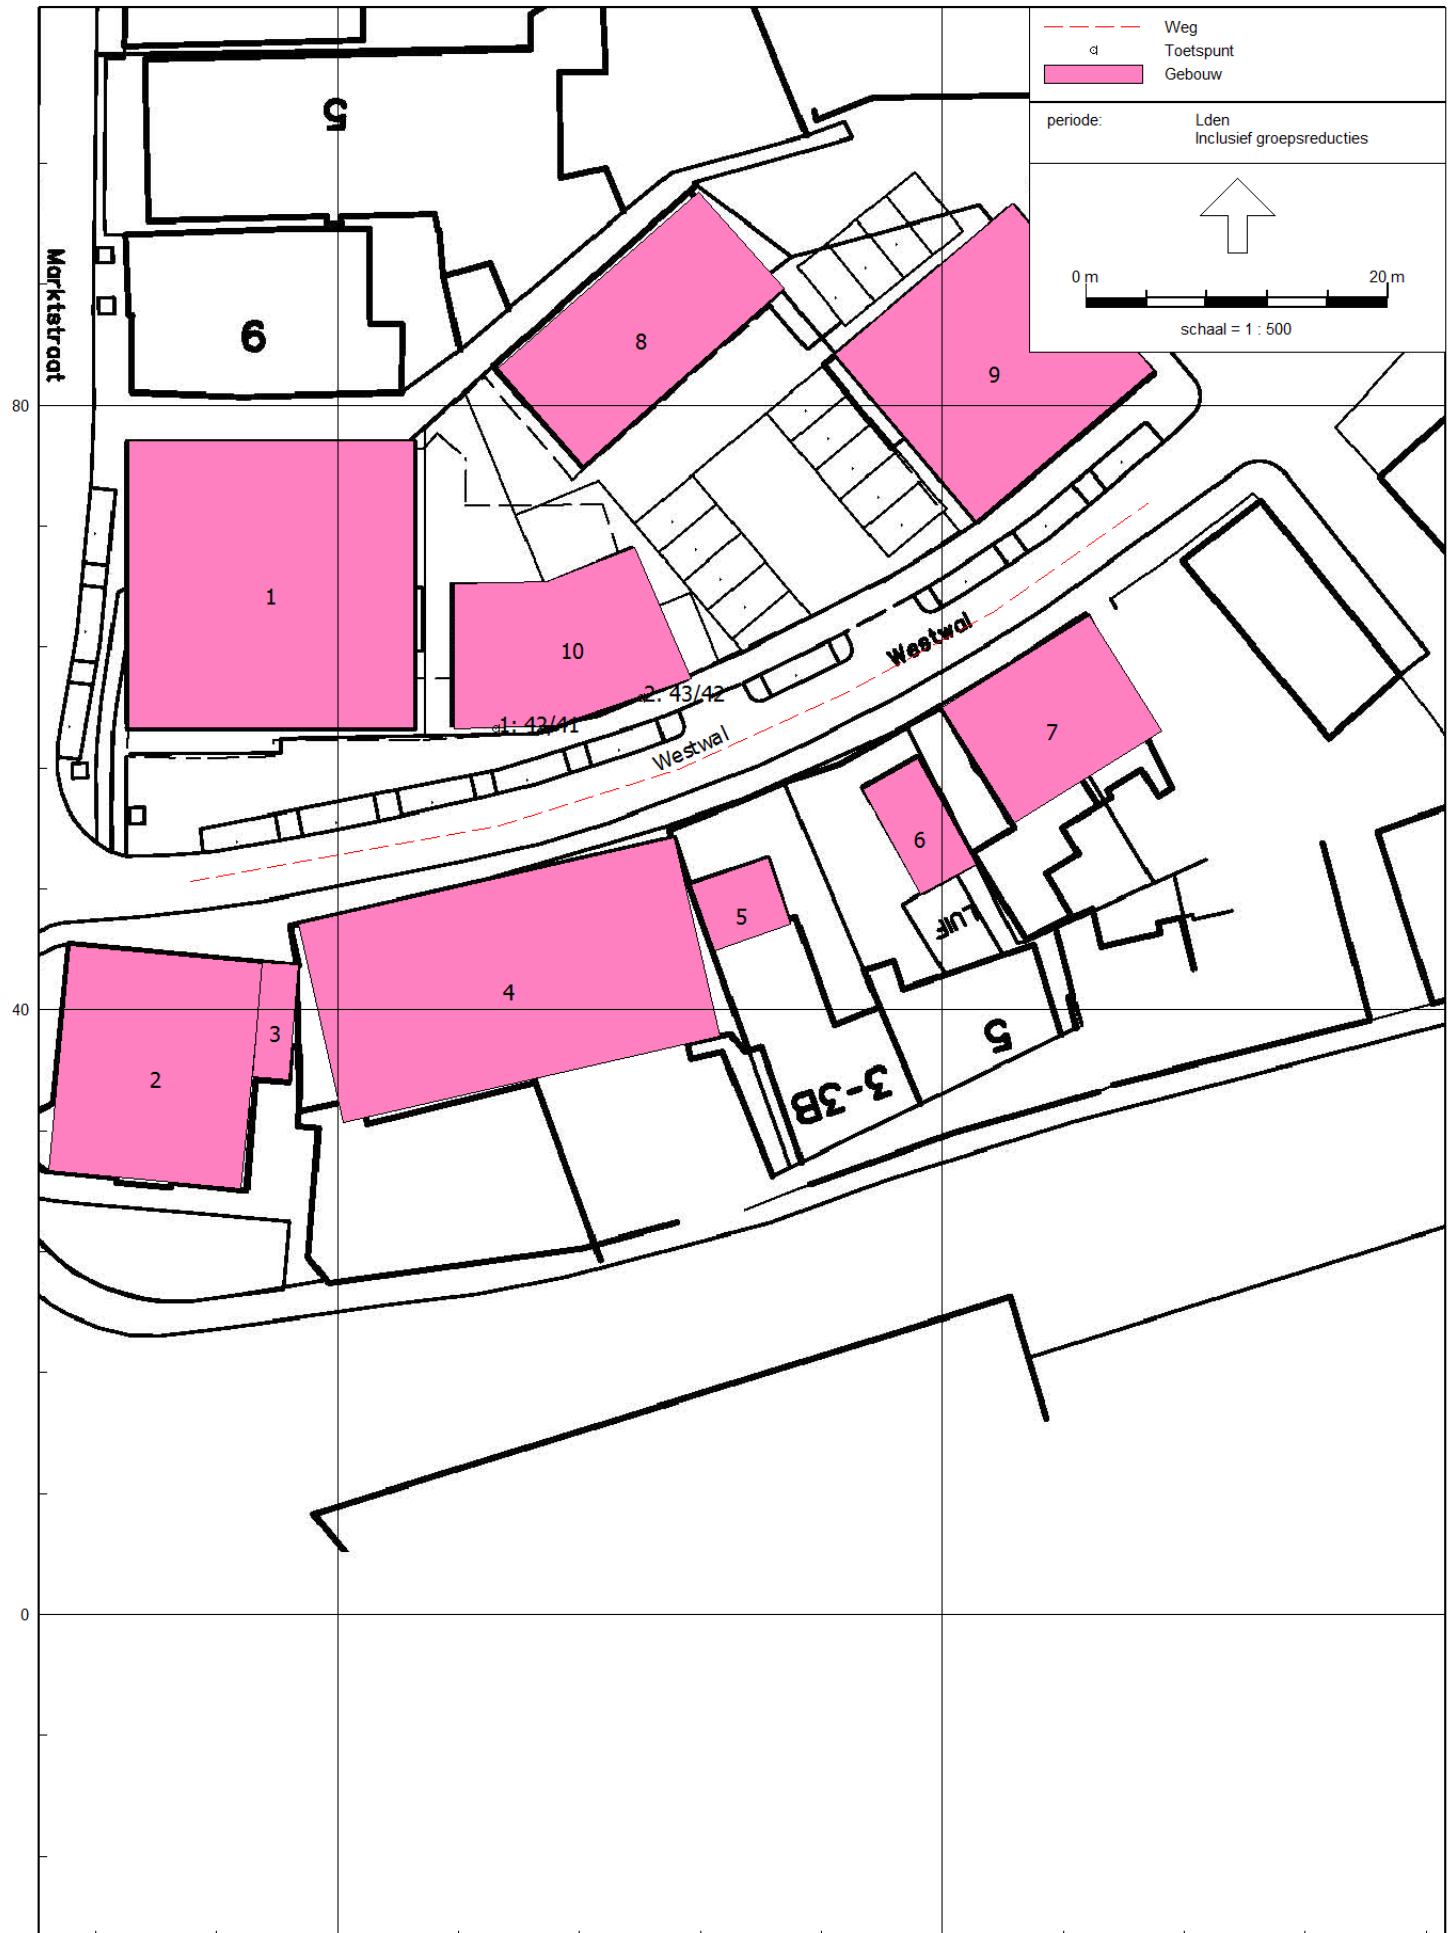 Weg
Toetspunt
Gebouw
periode: Lden
Inclusief groepsreducties
0 m 20 m
schaal = 1 : 500
5
Marktstraat
9
8
9
80
1
10
Westwal
2: 43/42
1: 42/41
Westwal
7
6
5
LUIF
4
40
3
2
5
3-3B
0